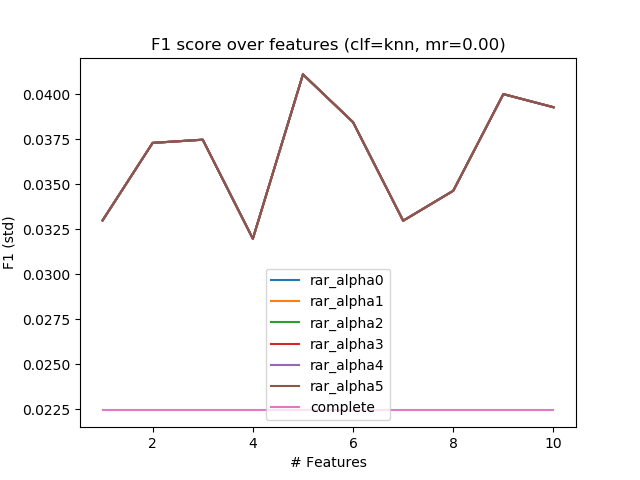 F1 score over features (clf=knn, mr=0.00)
F1 (std)
0.0400
0.0375
0.0350
0.0325
0.0300
0.0275
0.0250
0.0225
rar_alpha0
rar_alpha1
rar_alpha2
rar_alpha3
rar_alpha4
rar_alpha5
complete
2 4 6 8 10
# Features